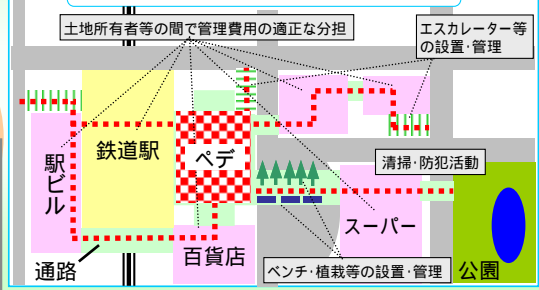 土地所有者等の間で管理費用の適正な分担
エスカレーター等
の設置･管理
鉄道駅
ペデ
駅ビル
清掃･防犯活動
スーパー
百貨店
通路
ベンチ･植栽等の設置･管理
公園